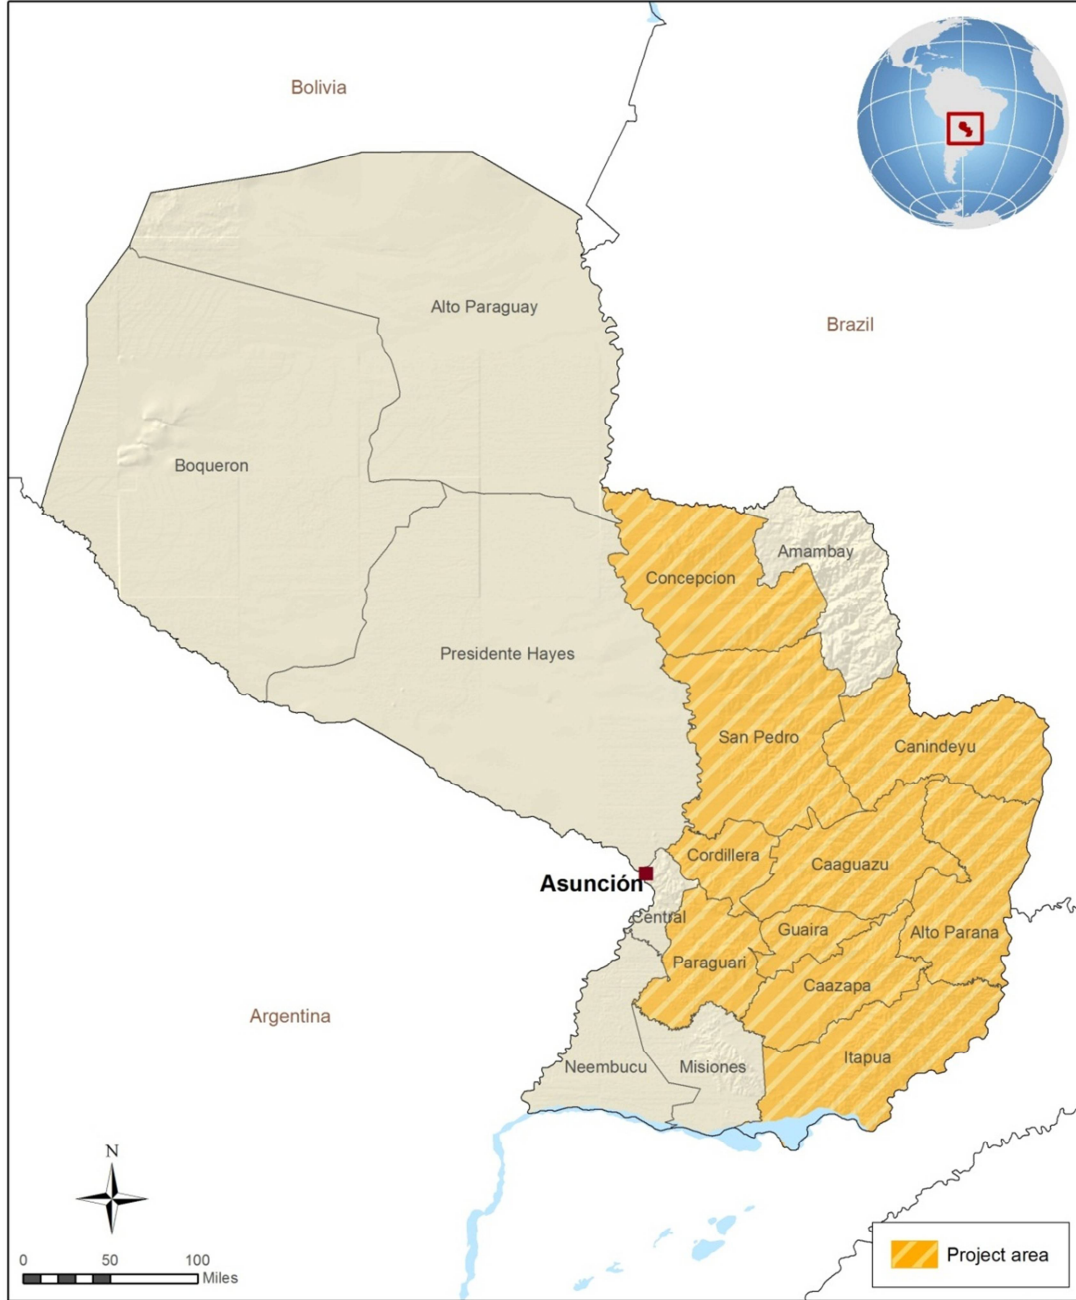 Bolivia
Alto Paraguay
Brazil
Boqueron
Amambay
Concepcion
Presidente Hayes
San Pedro
Canindeyu
Cordillera
Caaguazu
Asunción
Central
Guaira
Alto Parana
Paraguari
Caazapa
Argentina
Itapua
Neembucu
Misiones
N
0 50 100
Miles
Project area